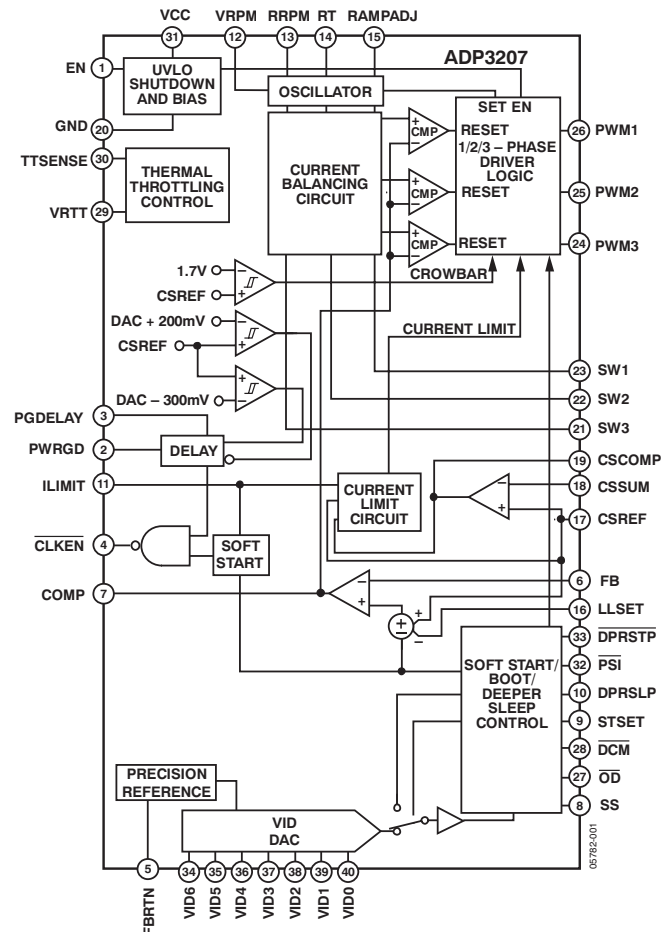 VCC VRPM RRPM RT RAMPADJ
31 12 13 14 15
ADP3207
EN 1
UVLO
SHUTDOWN
AND BIAS
OSCILLATOR
SET EN
GND 20
TTSENSE 30
VRTT 29
THERMAL
THROTTLING
CONTROL
CURRENT
BALANCING
CIRCUIT
+
CMP
–
RESET
+
CMP
–
RESET
+
CMP
–
RESET
1/2/3 – PHASE
DRIVER
LOGIC
26 PWM1
25 PWM2
24 PWM3
1.7V
–
CSREF
+
CROWBAR
DAC + 200mV
–
CSREF
+
+
DAC – 300mV
–
CURRENT LIMIT
23 SW1
22 SW2
21 SW3
PGDELAY 3
PWRGD 2
DELAY
ILIMIT 11
CURRENT
LIMIT
CIRCUIT
–
+
19 CSCOMP
18 CSSUM
17 CSREF
CLKEN 4
SOFT
START
COMP 7
–
+
+
–
+
–
6 FB
16 LLSET
33 DPRSTP
32 PSI
10 DPRSLP
9 STSET
28 DCM
27 OD
8 SS
SOFT START/
BOOT/
DEEPER
SLEEP
CONTROL
PRECISION
REFERENCE
VID
DAC
5 34 35 36 37 38 39 40
FBRTN VID6 VID5 VID4 VID3 VID2 VID1 VID0
05782-001